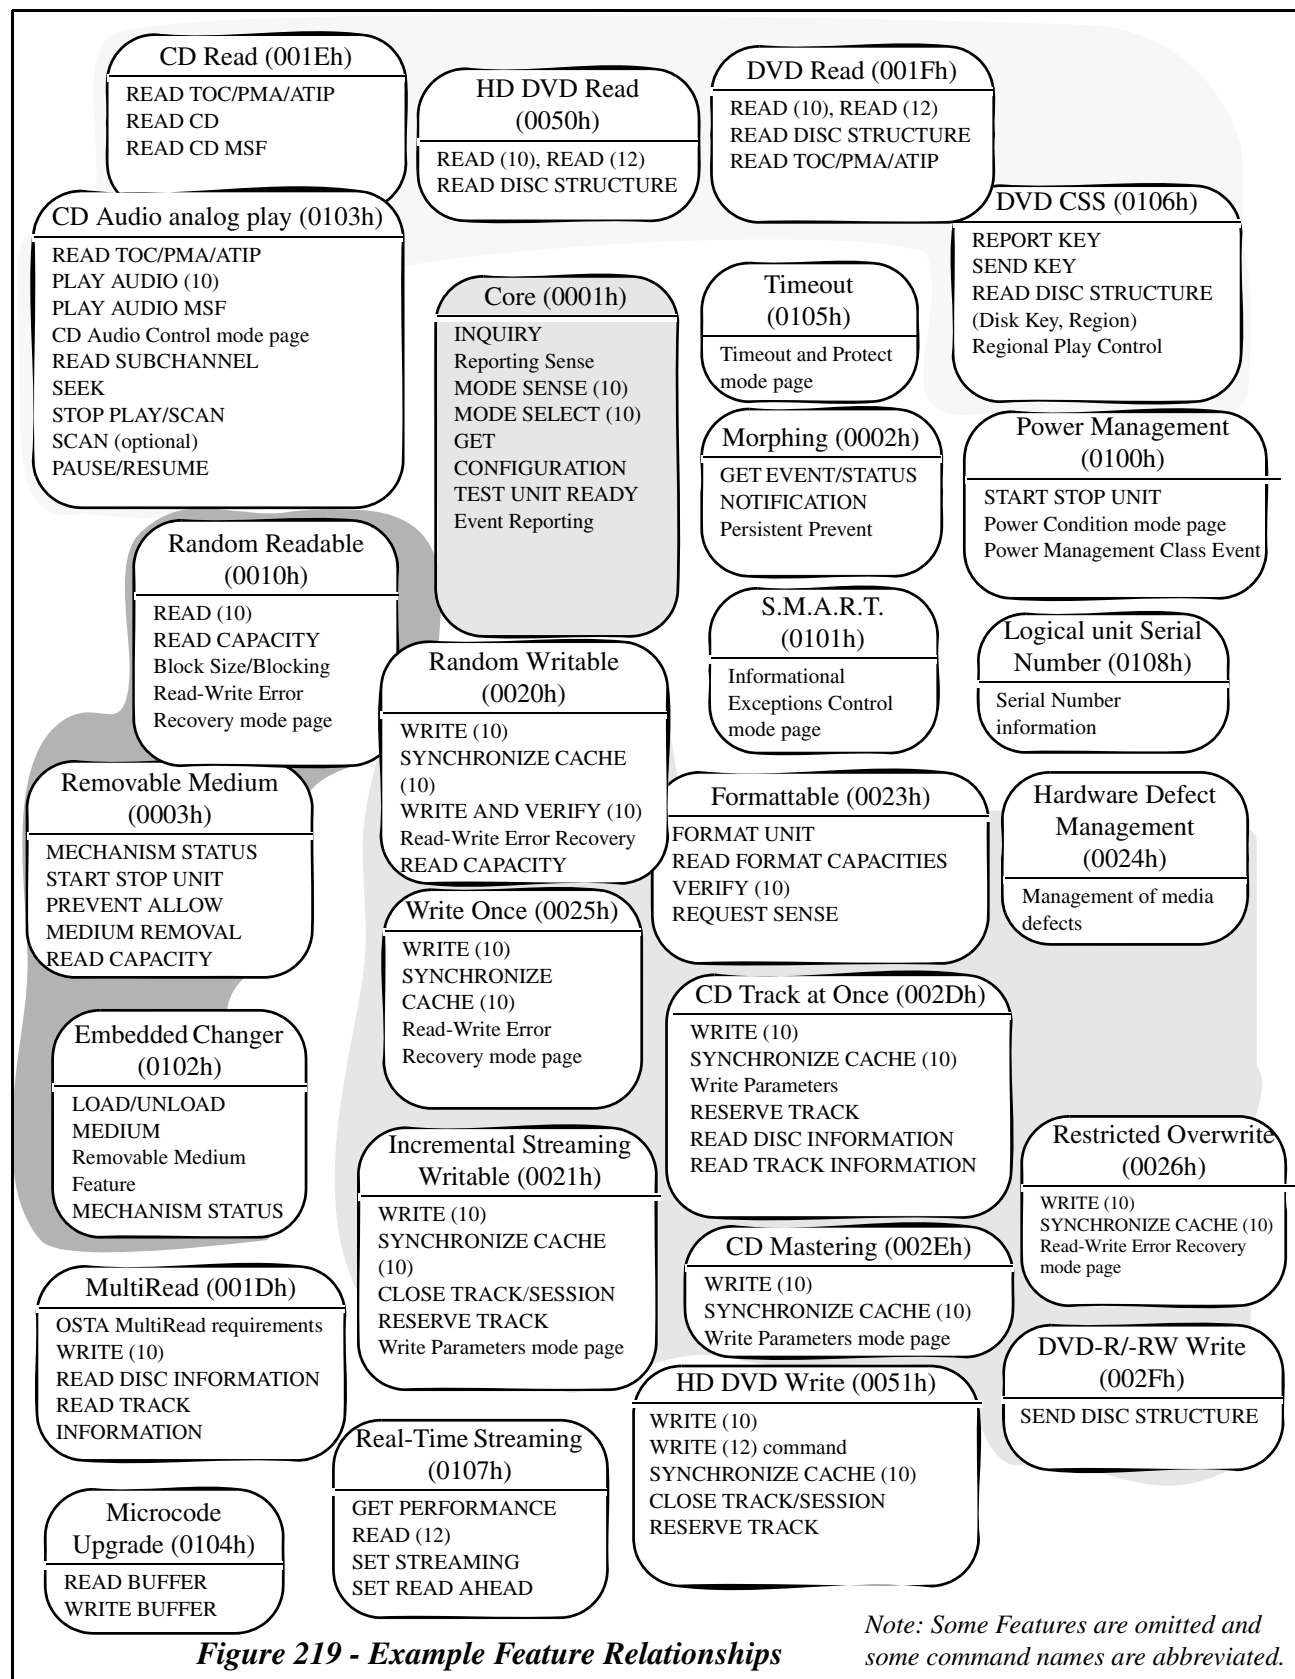 CD Read (001Eh)
READ TOC/PMA/ATIP
READ CD
READ CD MSF
HD DVD Read
(0050h)
READ (10), READ (12)
READ DISC STRUCTURE
DVD Read (001Fh)
READ (10), READ (12)
READ DISC STRUCTURE
READ TOC/PMA/ATIP
CD Audio analog play (0103h)
READ TOC/PMA/ATIP
PLAY AUDIO (10)
PLAY AUDIO MSF
CD Audio Control mode page
READ SUBCHANNEL
SEEK
STOP PLAY/SCAN
SCAN (optional)
PAUSE/RESUME
DVD CSS (0106h)
REPORT KEY
SEND KEY
READ DISC STRUCTURE
(Disk Key, Region)
Regional Play Control
Core (0001h)
INQUIRY
Reporting Sense
MODE SENSE (10)
MODE SELECT (10)
GET
CONFIGURATION
TEST UNIT READY
Event Reporting
Timeout
(0105h)
Timeout and Protect
mode page
Morphing (0002h)
GET EVENT/STATUS
NOTIFICATION
Persistent Prevent
Power Management
(0100h)
START STOP UNIT
Power Condition mode page
Power Management Class Event
Random Readable
(0010h)
READ (10)
READ CAPACITY
Block Size/Blocking
Read-Write Error
Recovery mode page
S.M.A.R.T.
(0101h)
Informational
Exceptions Control
mode page
Logical unit Serial
Number (0108h)
Serial Number
information
Random Writable
(0020h)
WRITE (10)
SYNCHRONIZE CACHE
(10)
WRITE AND VERIFY (10)
Read-Write Error Recovery
READ CAPACITY
Removable Medium
(0003h)
MECHANISM STATUS
START STOP UNIT
PREVENT ALLOW
MEDIUM REMOVAL
READ CAPACITY
Formattable (0023h)
FORMAT UNIT
READ FORMAT CAPACITIES
VERIFY (10)
REQUEST SENSE
Hardware Defect
Management
(0024h)
Management of media
defects
Write Once (0025h)
WRITE (10)
SYNCHRONIZE
CACHE (10)
Read-Write Error
Recovery mode page
CD Track at Once (002Dh)
WRITE (10)
SYNCHRONIZE CACHE (10)
Write Parameters
RESERVE TRACK
READ DISC INFORMATION
READ TRACK INFORMATION
Embedded Changer
(0102h)
LOAD/UNLOAD
MEDIUM
Removable Medium
Feature
MECHANISM STATUS
Incremental Streaming
Writable (0021h)
WRITE (10)
SYNCHRONIZE CACHE
(10)
CLOSE TRACK/SESSION
RESERVE TRACK
Write Parameters mode page
Restricted Overwrite
(0026h)
WRITE (10)
SYNCHRONIZE CACHE (10)
Read-Write Error Recovery
mode page
CD Mastering (002Eh)
WRITE (10)
SYNCHRONIZE CACHE (10)
Write Parameters mode page
MultiRead (001Dh)
OSTA MultiRead requirements
WRITE (10)
READ DISC INFORMATION
READ TRACK
INFORMATION
DVD-R/-RW Write
(002Fh)
SEND DISC STRUCTURE
HD DVD Write (0051h)
WRITE (10)
WRITE (12) command
SYNCHRONIZE CACHE (10)
CLOSE TRACK/SESSION
RESERVE TRACK
Real-Time Streaming
(0107h)
GET PERFORMANCE
READ (12)
SET STREAMING
SET READ AHEAD
Microcode
Upgrade (0104h)
READ BUFFER
WRITE BUFFER
Note: Some Features are omitted and
some command names are abbreviated.
Figure 219 - Example Feature Relationships